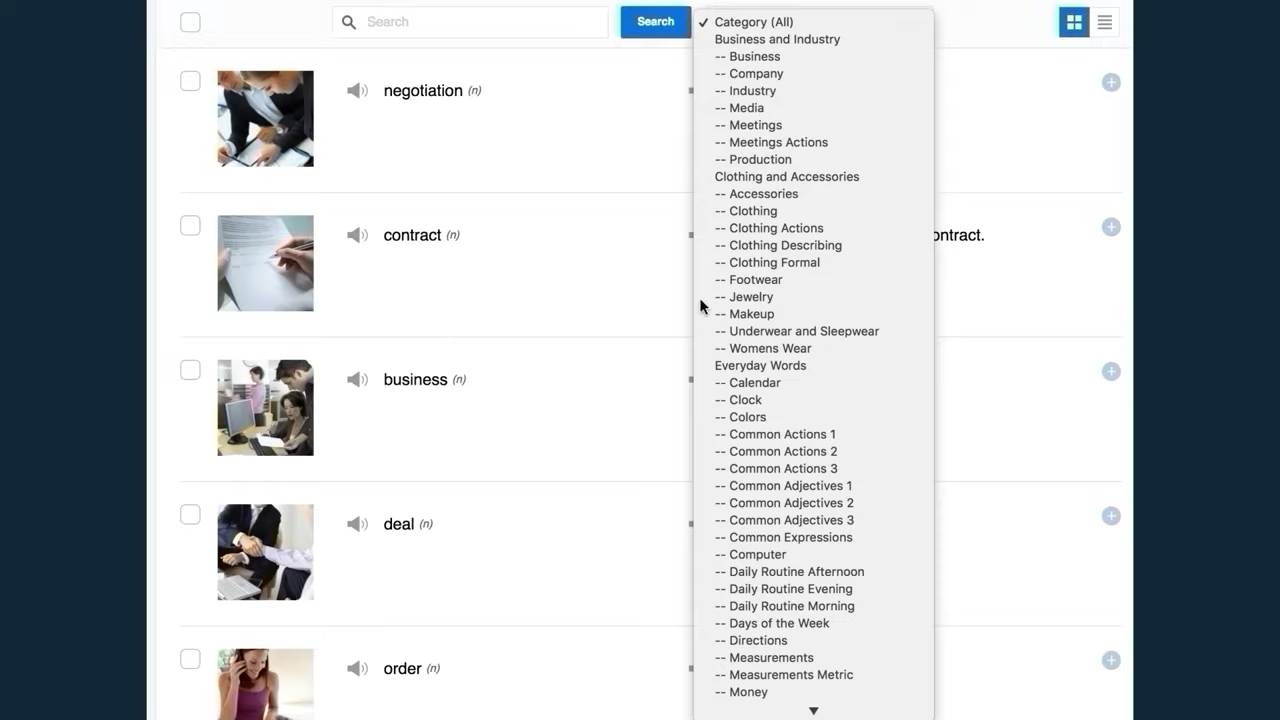 Search
Search
✓ Category (All)
Business and Industry
-- Business
-- Company
-- Industry
-- Media
-- Meetings
-- Meetings Actions
-- Production
Clothing and Accessories
-- Accessories
-- Clothing
-- Clothing Actions
-- Clothing Describing
-- Clothing Formal
-- Footwear
-- Jewelry
-- Makeup
-- Underwear and Sleepwear
-- Womens Wear
Everyday Words
-- Calendar
-- Clock
-- Colors
-- Common Actions 1
-- Common Actions 2
-- Common Actions 3
-- Common Adjectives 1
-- Common Adjectives 2
-- Common Adjectives 3
-- Common Expressions
-- Computer
-- Daily Routine Afternoon
-- Daily Routine Evening
-- Daily Routine Morning
-- Days of the Week
-- Directions
-- Measurements
-- Measurements Metric
-- Money
negotiation (n)
contract (n)
ontract.
business (n)
deal (n)
order (n)